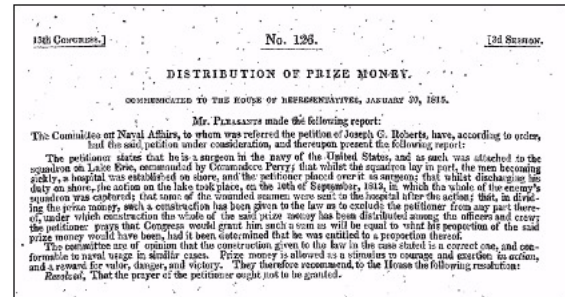 13th Congress.] No. 126. [3d Session.
DISTRIBUTION OF PRIZE MONEY.
COMMUNICATED TO THE HOUSE OF REPRESENTATIVES, JANUARY 30, 1815.
Mr. Pleasants made the following report:
The Committee on Naval Affairs, to whom was referred the petition of Joseph G. Roberts, have, according to order,
had the said petition under consideration, and thereupon present the following report:
The petitioner states that he is a surgeon in the navy of the United States, and as such was attached to the
squadron on Lake Erie, commanded by Commodore Perry; that whilst the squadron lay in port, the men becoming
sickly, a hospital was established on shore, and the petitioner placed over it as surgeon; that whilst discharging his
duty on shore, the action on the lake took place, on the 10th of September, 1813, in which the whole of the enemy's
squadron was captured; that some of the wounded seamen were sent to the hospital after the action; that, in divid-
ing the prize money, such a construction has been given to the law as to exclude the petitioner from any part there-
of, under which construction the whole of the said prize money has been distributed among the officers and crew;
the petitioner prays that Congress would grant him such a sum as will be equal to what his proportion of the said
prize money would have been, had it been determined that he was entitled to a proportion thereof.
The committee are of opinion that the construction given to the law in the case stated is a correct one, and con-
formable to naval usage in similar cases. Prize money is allowed as a stimulus to courage and exertion in action,
and a reward for valor, danger, and victory. They therefore recommend to the House the following resolution:
Resolved, That the prayer of the petitioner ought not to be granted.